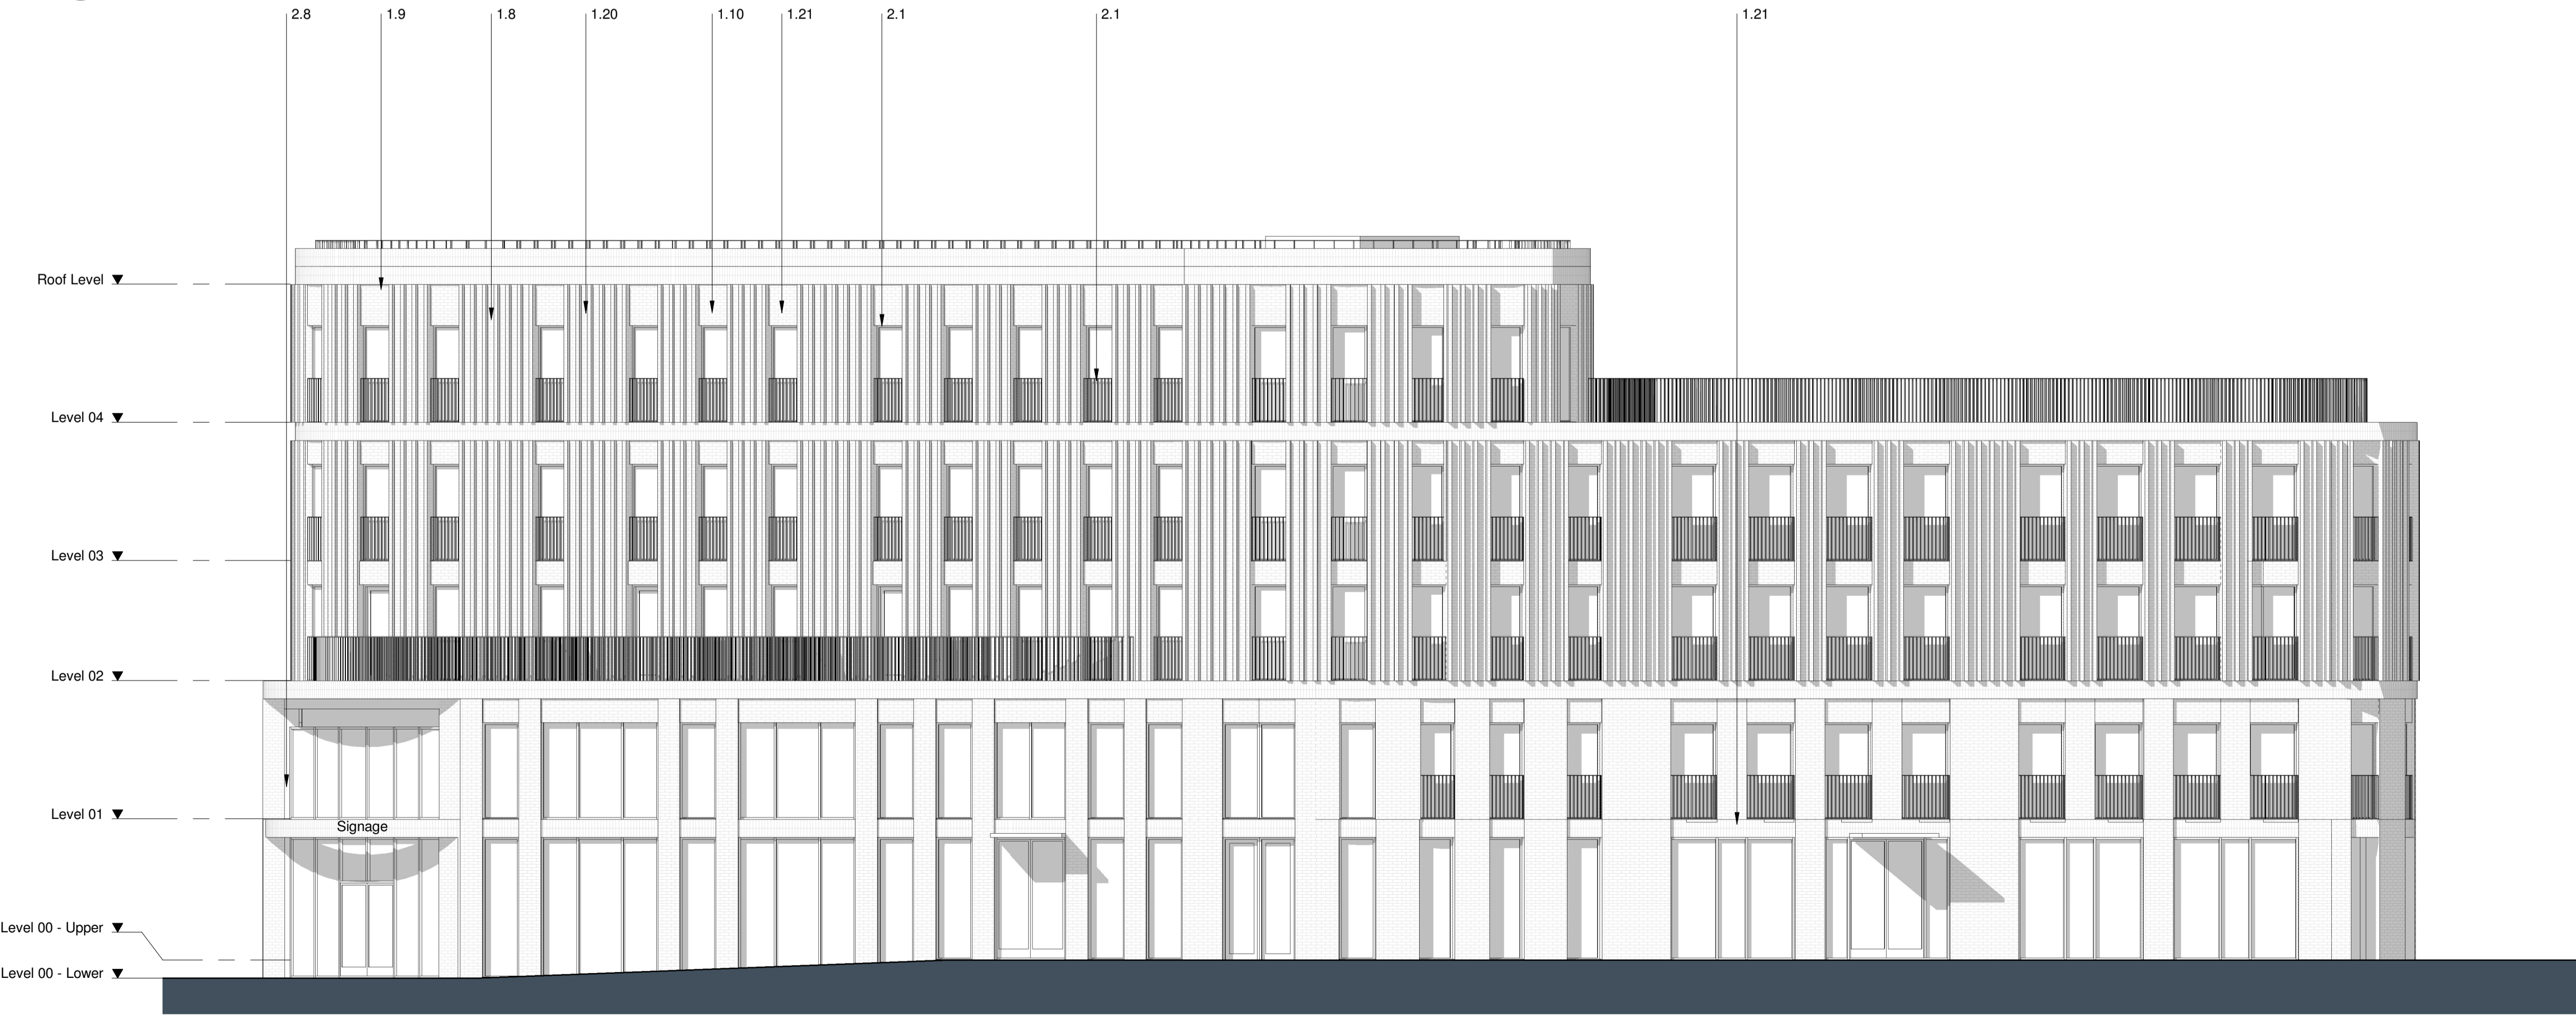 2.8 1.9 1.8 1.20 1.10 1.21 2.1 2.1 1.21
Roof Level
Level 04
Level 03
Level 02
Level 01
Signage
Level 00 - Upper
Level 00 - Lower